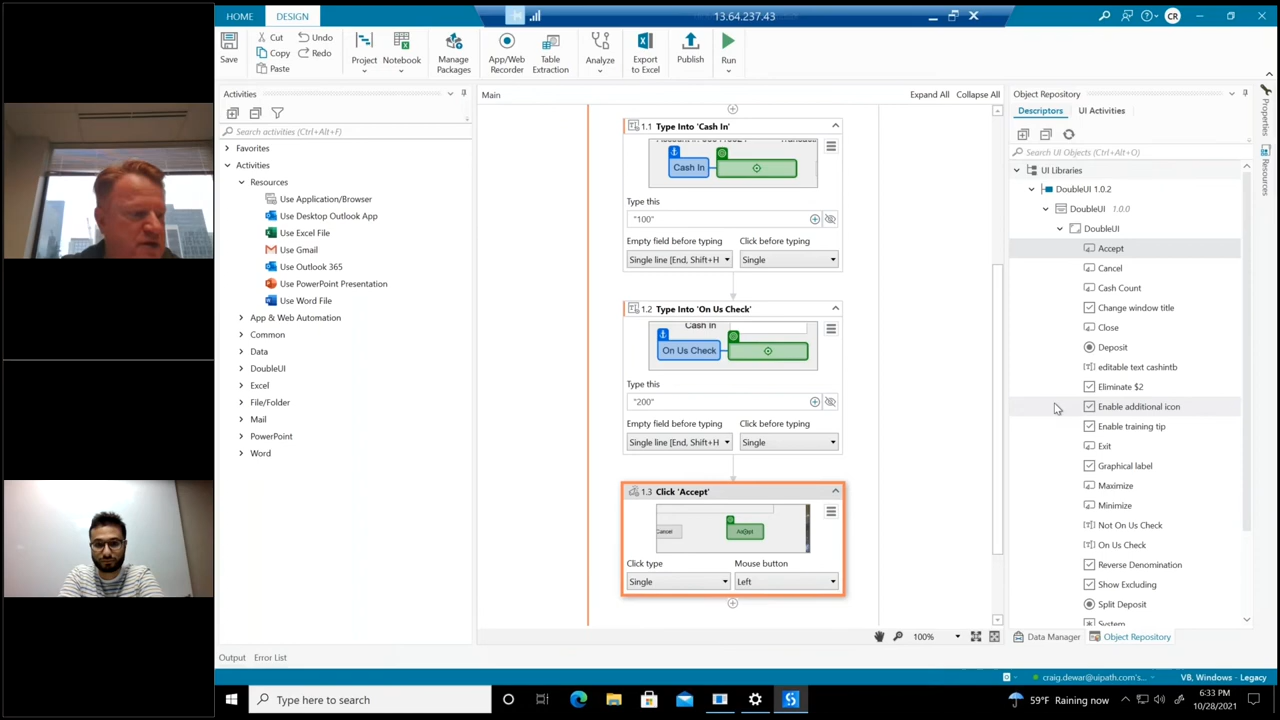 HOME
DESIGN
13.64.237.43
CR
Save
Cut
Copy
Paste
Undo
Redo
Project
Notebook
Manage Packages
App/Web Recorder
Table Extraction
Analyze
Export to Excel
Publish
Run
Activities
Search activities (Ctrl+Alt+F)
Favorites
Activities
Resources
Use Application/Browser
Use Desktop Outlook App
Use Excel File
Use Gmail
Use Outlook 365
Use PowerPoint Presentation
Use Word File
App & Web Automation
Common
Data
DoubleUI
Excel
File/Folder
Mail
PowerPoint
Word
Output
Error List
Main
Expand All
Collapse All
1.1 Type Into 'Cash In'
Cash In
Type this
"100"
Empty field before typing
Click before typing
Single line [End, Shift+H
Single
1.2 Type Into 'On Us Check'
Cash In
On Us Check
Type this
"200"
Empty field before typing
Click before typing
Single line [End, Shift+H
Single
1.3 Click 'Accept'
Cancel
Accept
Click type
Mouse button
Single
Left
100%
Object Repository
Descriptors
UI Activities
Search UI Objects (Ctrl+Alt+O)
UI Libraries
DoubleUI 1.0.2
DoubleUI 1.0.0
DoubleUI
Accept
Cancel
Cash Count
Change window title
Close
Deposit
editable text cashintb
Eliminate $2
Enable additional icon
Enable training tip
Exit
Graphical label
Maximize
Minimize
Not On Us Check
On Us Check
Reverse Denomination
Show Excluding
Split Deposit
System
Data Manager
Object Repository
Properties
Resources
craig.dewar@uipath.com's...
VB, Windows - Legacy
Type here to search
59°F Raining now
6:33 PM
10/28/2021